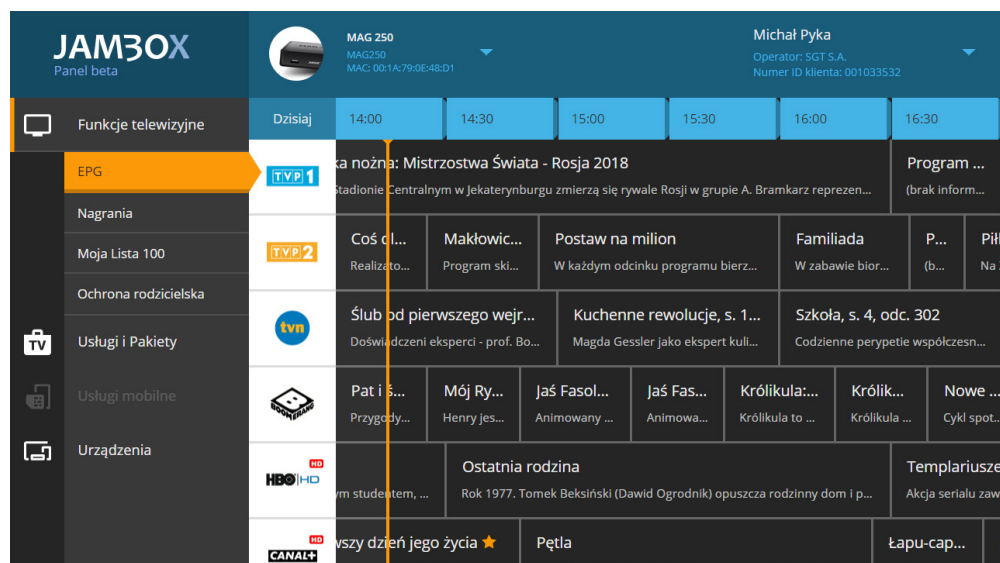 JAMBOX
Panel beta
MAG 250
MAG250
MAC: 00:1A:79:0E:48:D1
Michał Pyka
Operator: SGT S.A.
Numer ID klienta: 001033532
Funkcje telewizyjne
EPG
Nagrania
Moja Lista 100
Ochrona rodzicielska
TV
Usługi i Pakiety
Usługi mobilne
Urządzenia
Dzisiaj
14:00
14:30
15:00
15:30
16:00
16:30
TVP 1
ka nożna: Mistrzostwa Świata - Rosja 2018
Stadionie Centralnym w Jekaterynburgu zmierzą się rywale Rosji w grupie A. Bramkarz reprezen...
Program ...
(brak inform...
TVP 2
Coś dl...
Realizato...
Makłowic...
Program ski...
Postaw na milion
W każdym odcinku programu bierz...
Familiada
W zabawie bior...
P...
(b...
Pił
Na
tvn
Ślub od pierwszego wejr...
Doświadczeni eksperci - prof. Bo...
Kuchenne rewolucje, s. 1...
Magda Gessler jako ekspert kuli...
Szkoła, s. 4, odc. 302
Codzienne perypetie współczesn...
BOOMERANG
Pat i ś...
Przygody...
Mój Ry...
Henry jes...
Jaś Fasol...
Animowany ...
Jaś Fas...
Animowa...
Królikula:...
Królikula to ...
Królik...
Królikula ...
Nowe ...
Cykl spot...
HD
HBO HD
ym studentem, ...
Ostatnia rodzina
Rok 1977. Tomek Beksiński (Dawid Ogrodnik) opuszcza rodzinny dom i p...
Templariusze
Akcja serialu zaw
HD
CANAL+
wszy dzień jego życia
Pętla
Łapu-cap...